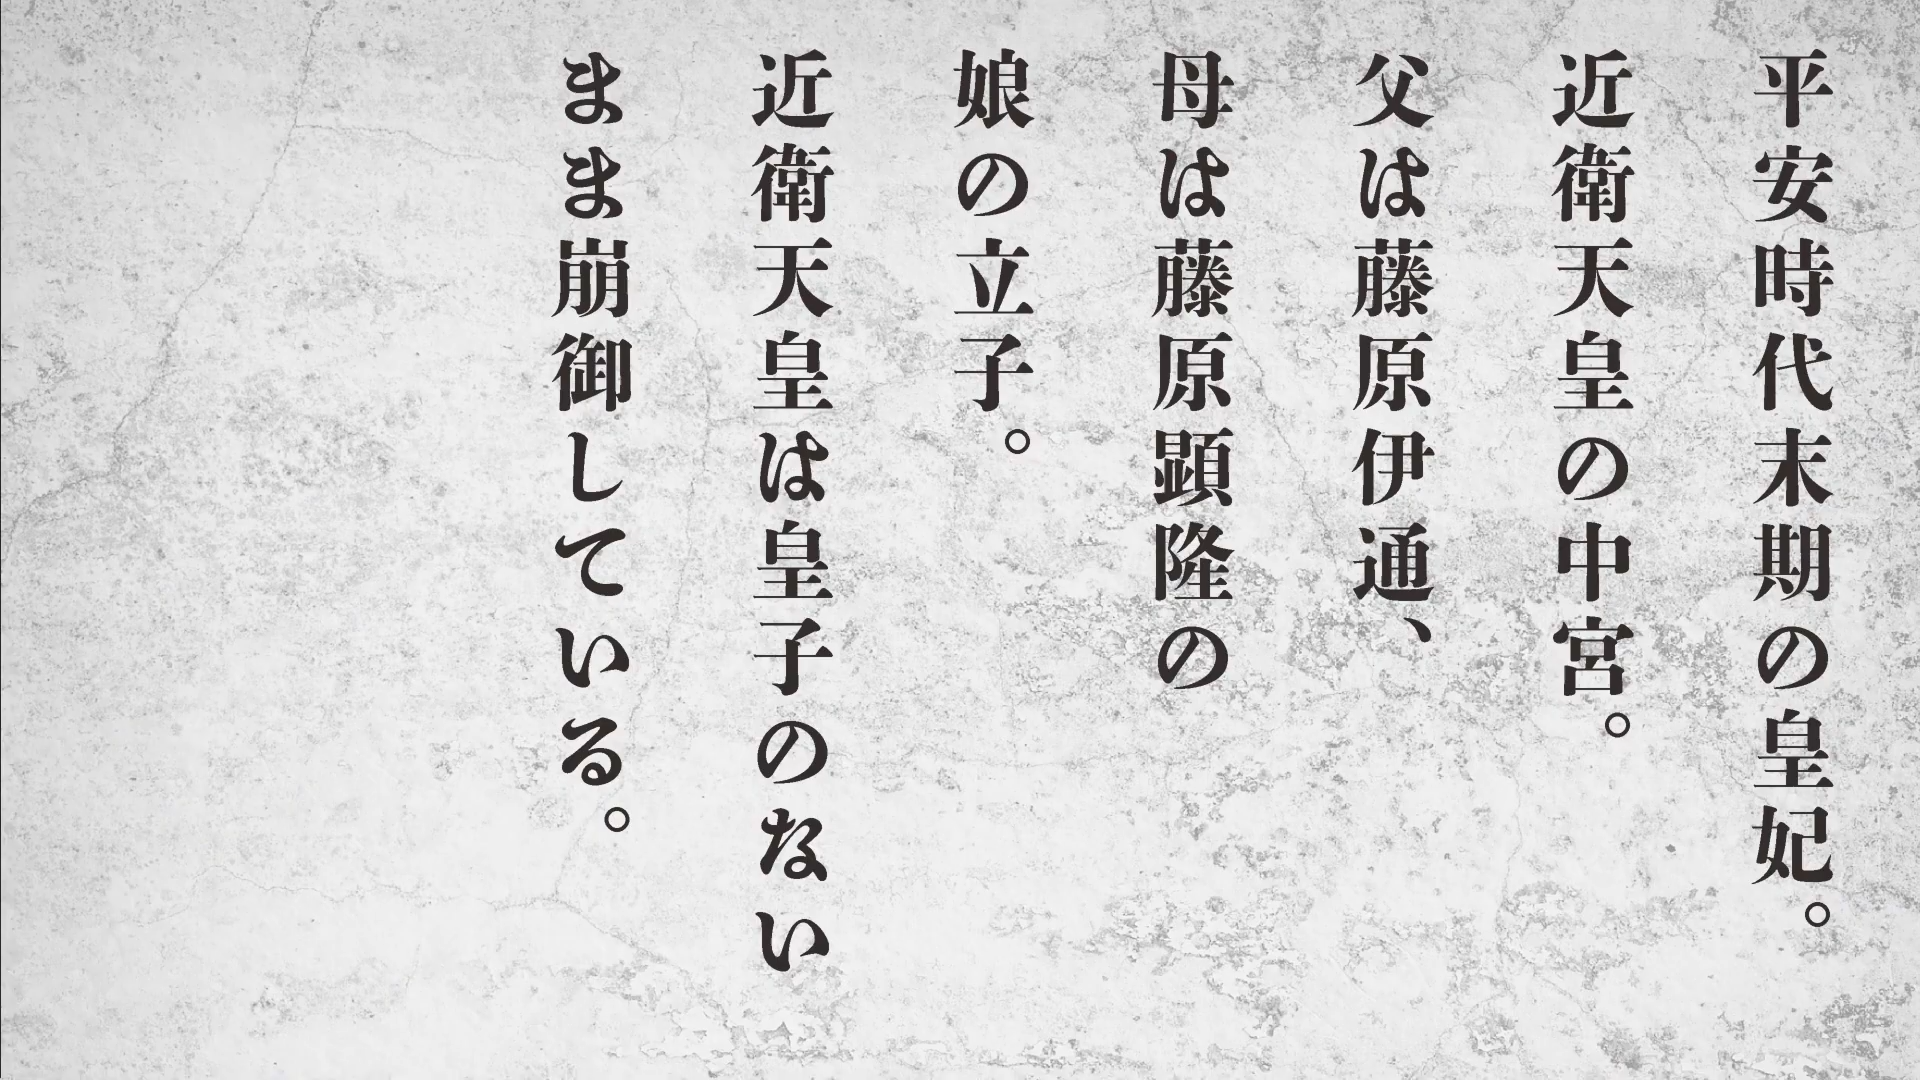 平安時代末期の皇妃。
近衛天皇の中宮。
父は藤原伊通、
母は藤原顕隆の
娘の立子。
近衛天皇は皇子のない
まま崩御している。